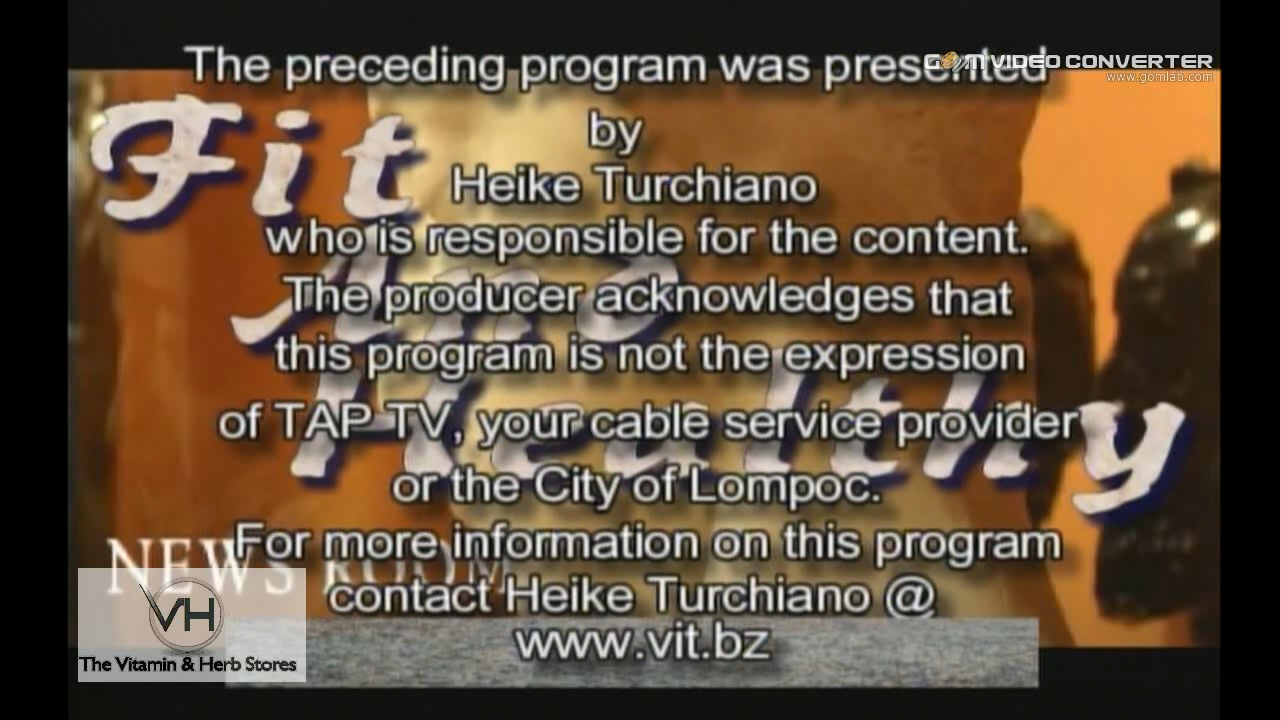 The preceding program was presented
GOM VIDEO CONVERTER
www.gomlab.com
by
Fit
Heike Turchiano
who is responsible for the content.
And
The producer acknowledges that
this program is not the expression
Healthy
of TAP TV, your cable service provider
or the City of Lompoc.
For more information on this program
NEWS ROOM
contact Heike Turchiano @
www.vit.bz
VH
The Vitamin & Herb Stores